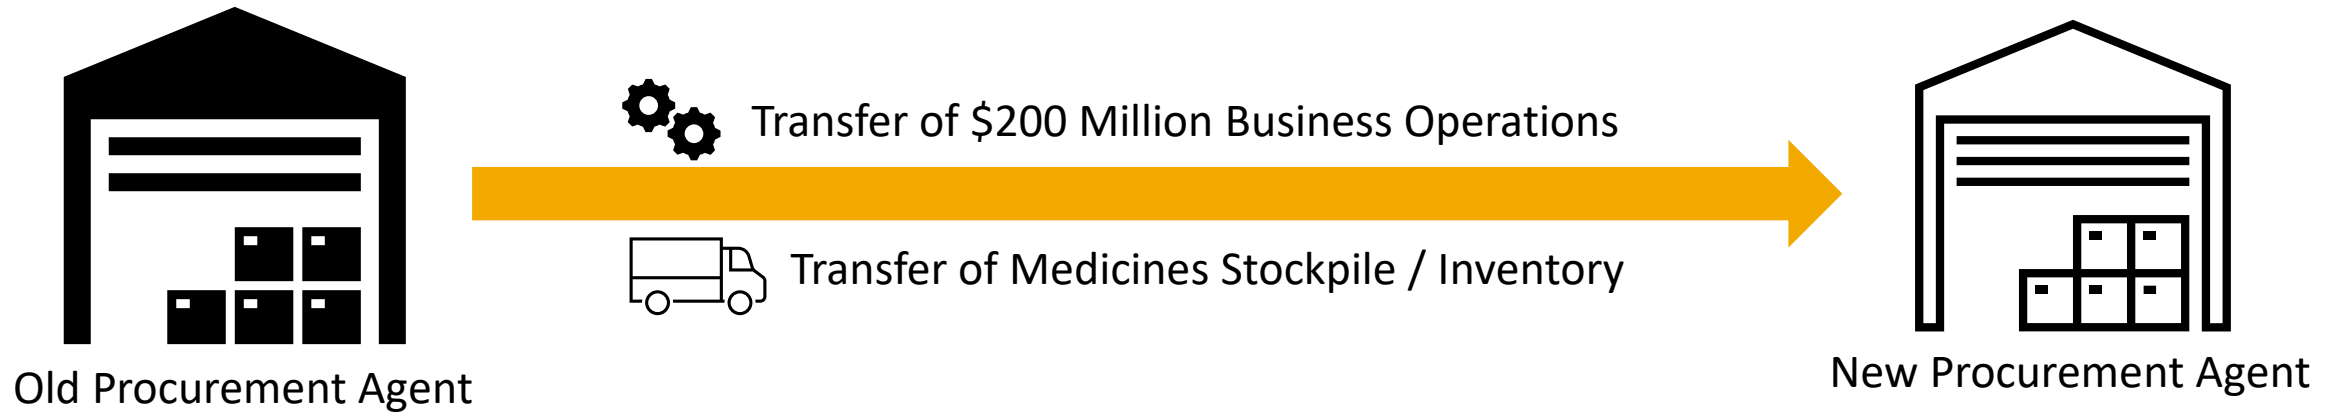 Transfer of $200 Million Business Operations
Transfer of Medicines Stockpile / Inventory
Old Procurement Agent
New Procurement Agent